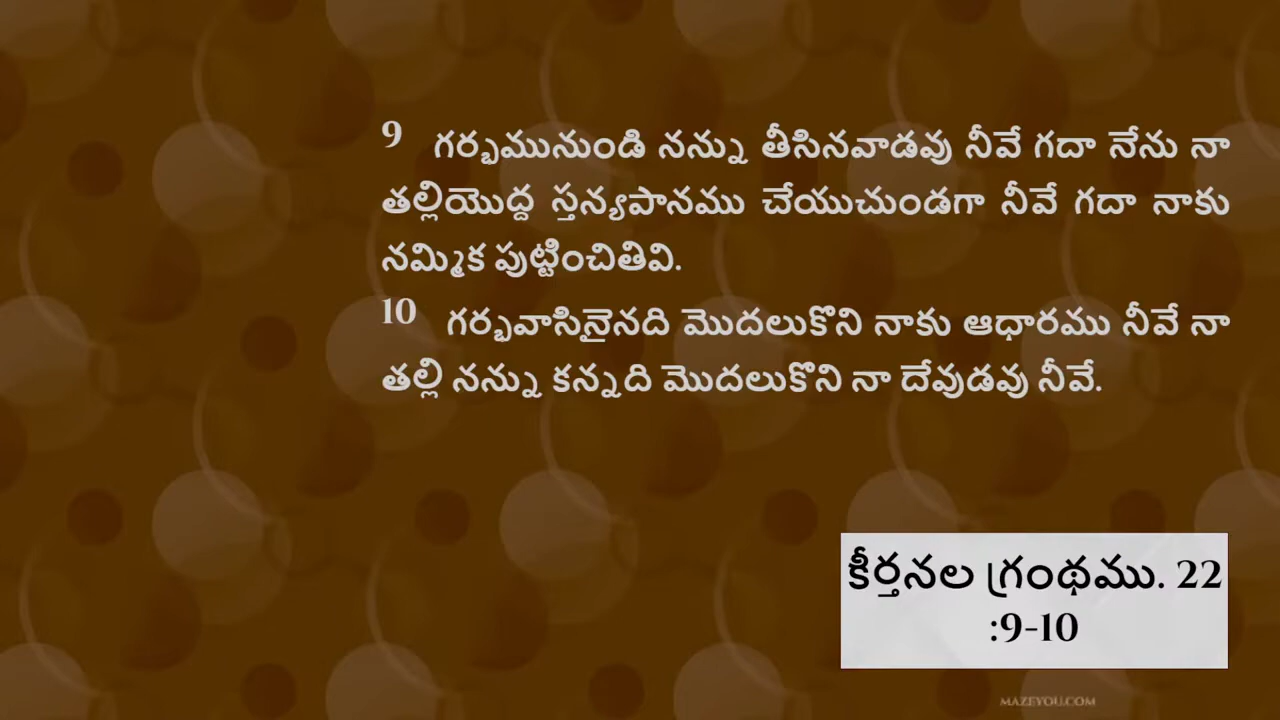 9 గర్భమునుండి నన్ను తీసినవాడవు నీవే గదా నేను నా
తల్లియొద్ద స్తన్యపానము చేయుచుండగా నీవే గదా నాకు
నమ్మిక పుట్టించితివి.
10 గర్భవాసినైనది మొదలుకొని నాకు ఆధారము నీవే నా
తల్లి నన్ను కన్నది మొదలుకొని నా దేవుడవు నీవే.
కీర్తనల గ్రంథము. 22
:9-10
MAZEYOU.COM